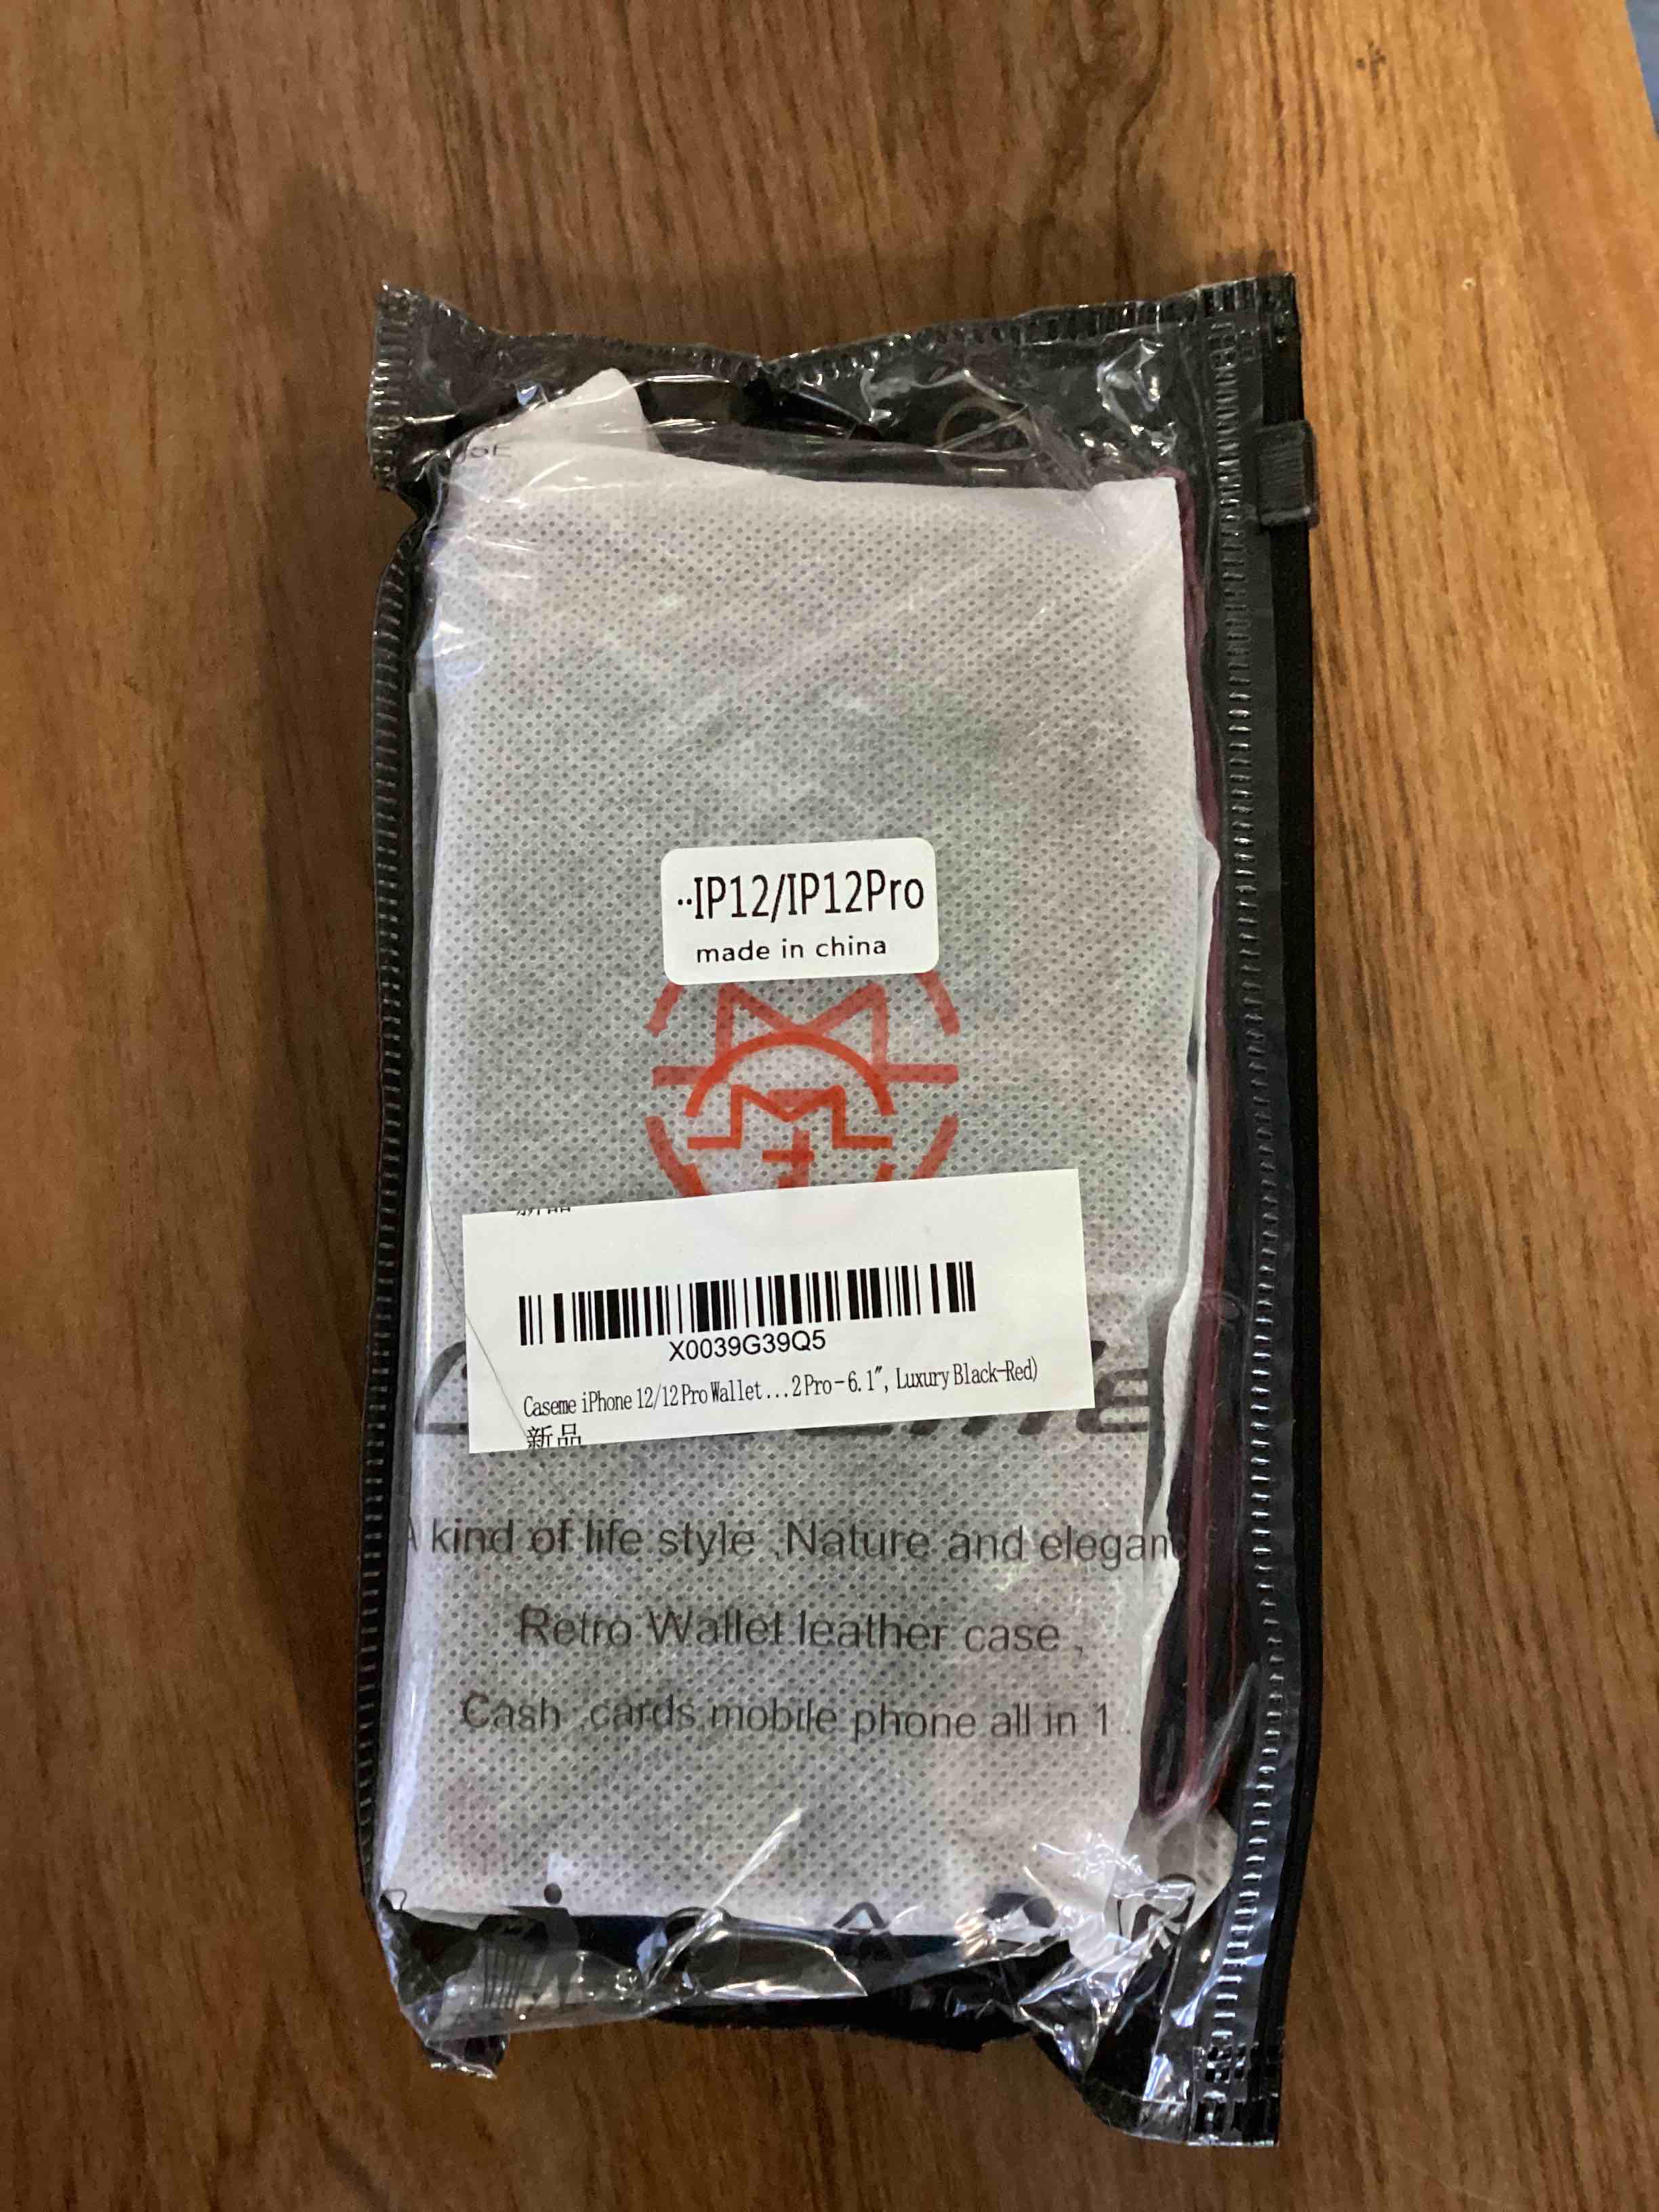 ··IP12/IP12Pro
made in china
X0039G39Q5
Caseme iPhone 12/12 Pro Wallet...2 Pro-6.1″, Luxury Black-Red)
新品
A kind of life style ,Nature and elegan
Retro Wallet leather case ,
Cash ,cards,mobile phone all in 1 .